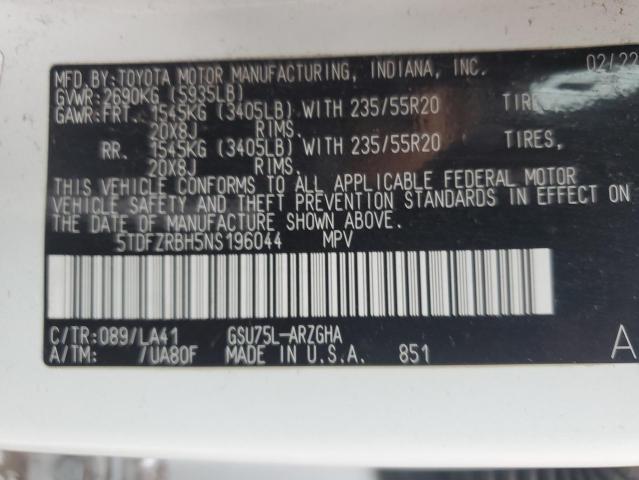 MFD.BY:TOYOTA MOTOR MANUFACTURING, INDIANA, INC. 02/22
GVWR:2690KG (5935LB)
GAWR:FRT. 1545KG (3405LB) WITH 235/55R20 TIRES,
20X8J RIMS.
RR. 1545KG (3405LB) WITH 235/55R20 TIRES,
20X8J RIMS.
THIS VEHICLE CONFORMS TO ALL APPLICABLE FEDERAL MOTOR
VEHICLE SAFETY AND THEFT PREVENTION STANDARDS IN EFFECT ON
THE DATE OF MANUFACTURE SHOWN ABOVE.
5TDFZRBH5NS196044 MPV
C/TR:089/LA41 GSU75L-ARZGHA
A/TM: /UA80F MADE IN U.S.A. 851 A